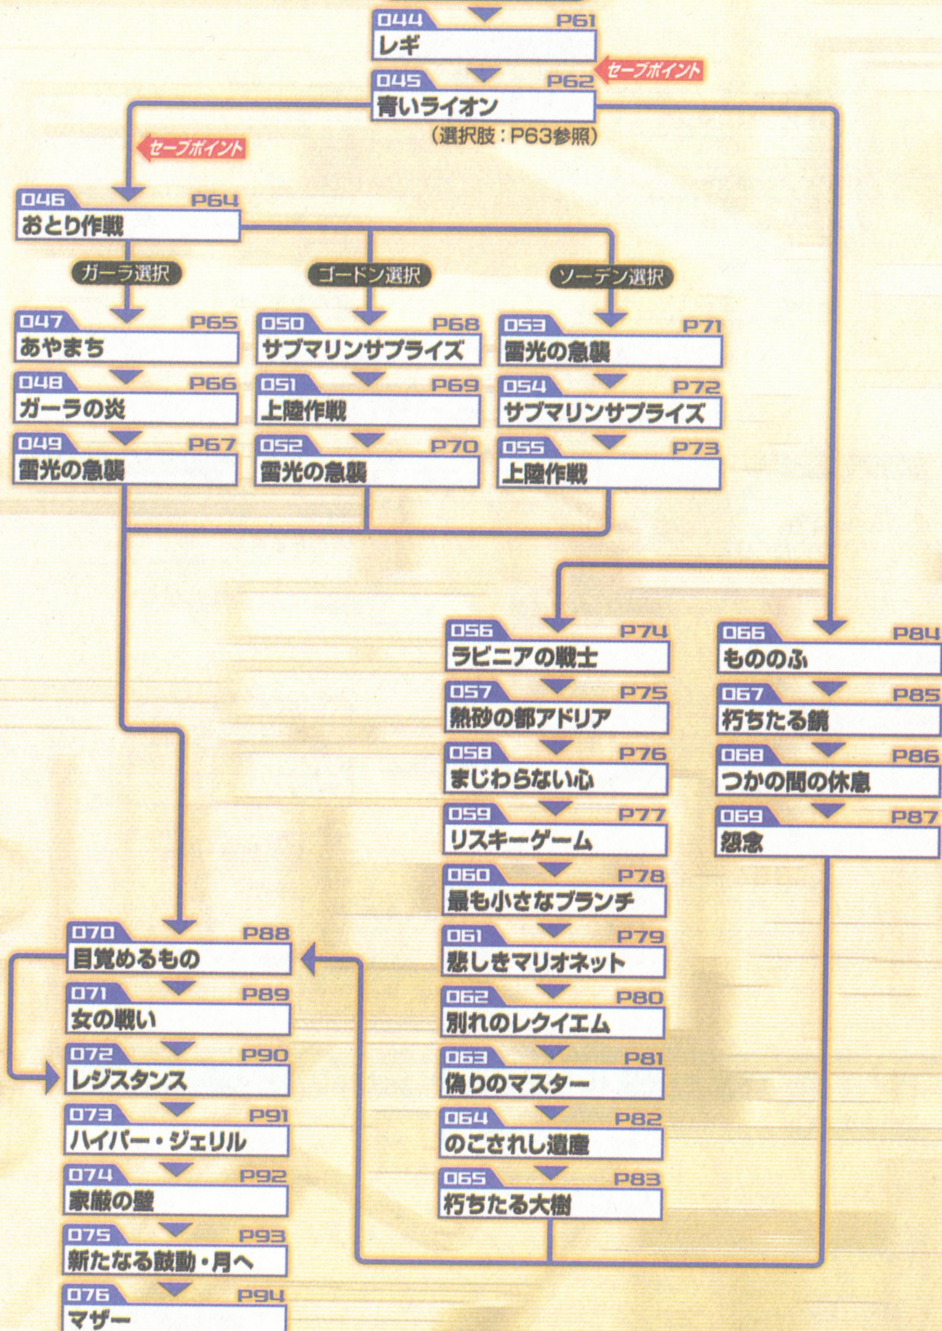 044 P61
レギ
セーブポイント
045 P62
青いライオン
(選択肢：P63参照)
セーブポイント
046 P64
おとり作戦
ガーラ選択
ゴードン選択
ソーデン選択
047 P65
あやまち
048 P66
ガーラの炎
049 P67
雷光の急襲
050 P68
サブマリンサプライズ
051 P69
上陸作戦
052 P70
雷光の急襲
053 P71
雷光の急襲
054 P72
サブマリンサプライズ
055 P73
上陸作戦
056 P74
ラビニアの戦士
057 P75
熱砂の都アドリア
058 P76
まじわらない心
059 P77
リスキーゲーム
060 P78
最も小さなブランチ
061 P79
悲しきマリオネット
062 P80
別れのレクイエム
063 P81
偽りのマスター
064 P82
のこされし遺産
065 P83
朽ちたる大樹
066 P84
もののふ
067 P85
朽ちたる鏡
068 P86
つかの間の休息
069 P87
怨念
070 P88
目覚めるもの
071 P89
女の戦い
072 P90
レジスタンス
073 P91
ハイパー・ジェリル
074 P92
家厳の壁
075 P93
新たなる鼓動・月へ
076 P94
マザー